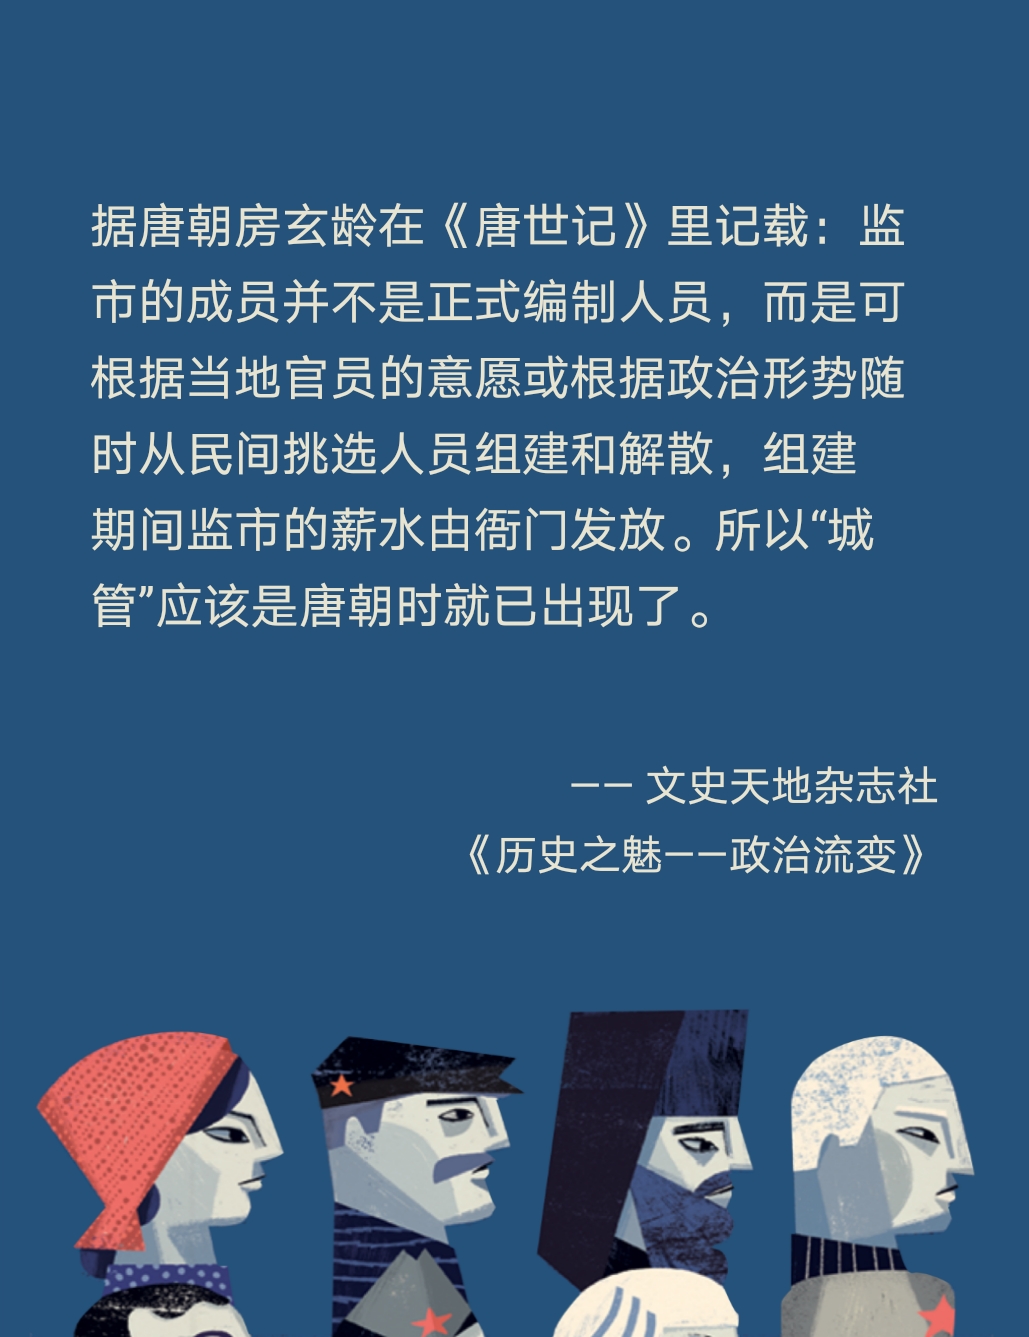 据唐朝房玄龄在《唐世记》里记载：监
市的成员并不是正式编制人员，而是可
根据当地官员的意愿或根据政治形势随
时从民间挑选人员组建和解散，组建
期间监市的薪水由衙门发放。所以“城
管”应该是唐朝时就已出现了。
—— 文史天地杂志社
《历史之魅——政治流变》